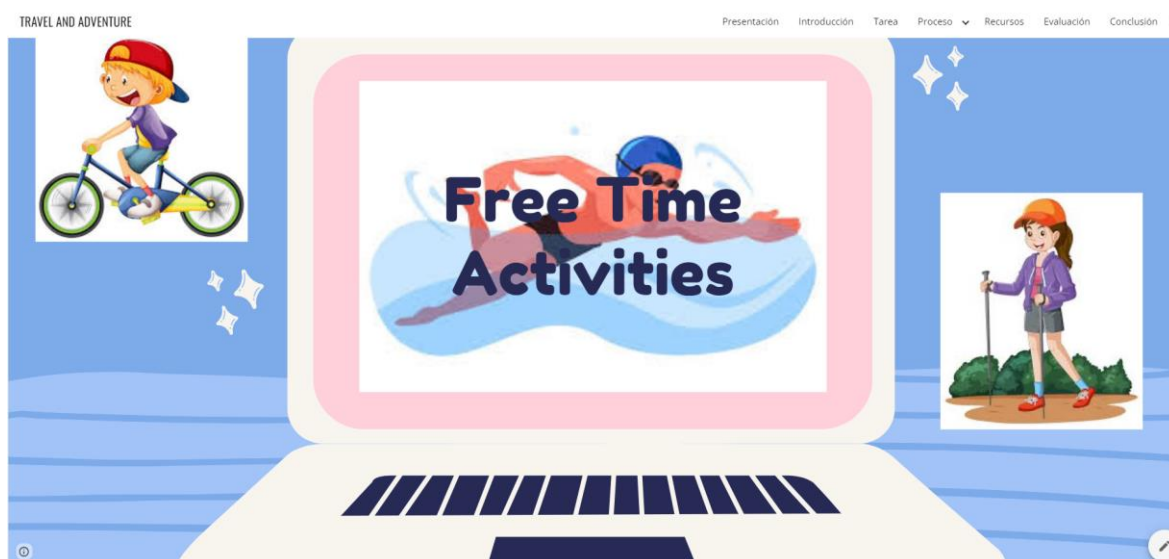 TRAVEL AND ADVENTURE
Presentación Introducción Tarea Proceso Recursos Evaluación Conclusión
Free Time
Activities